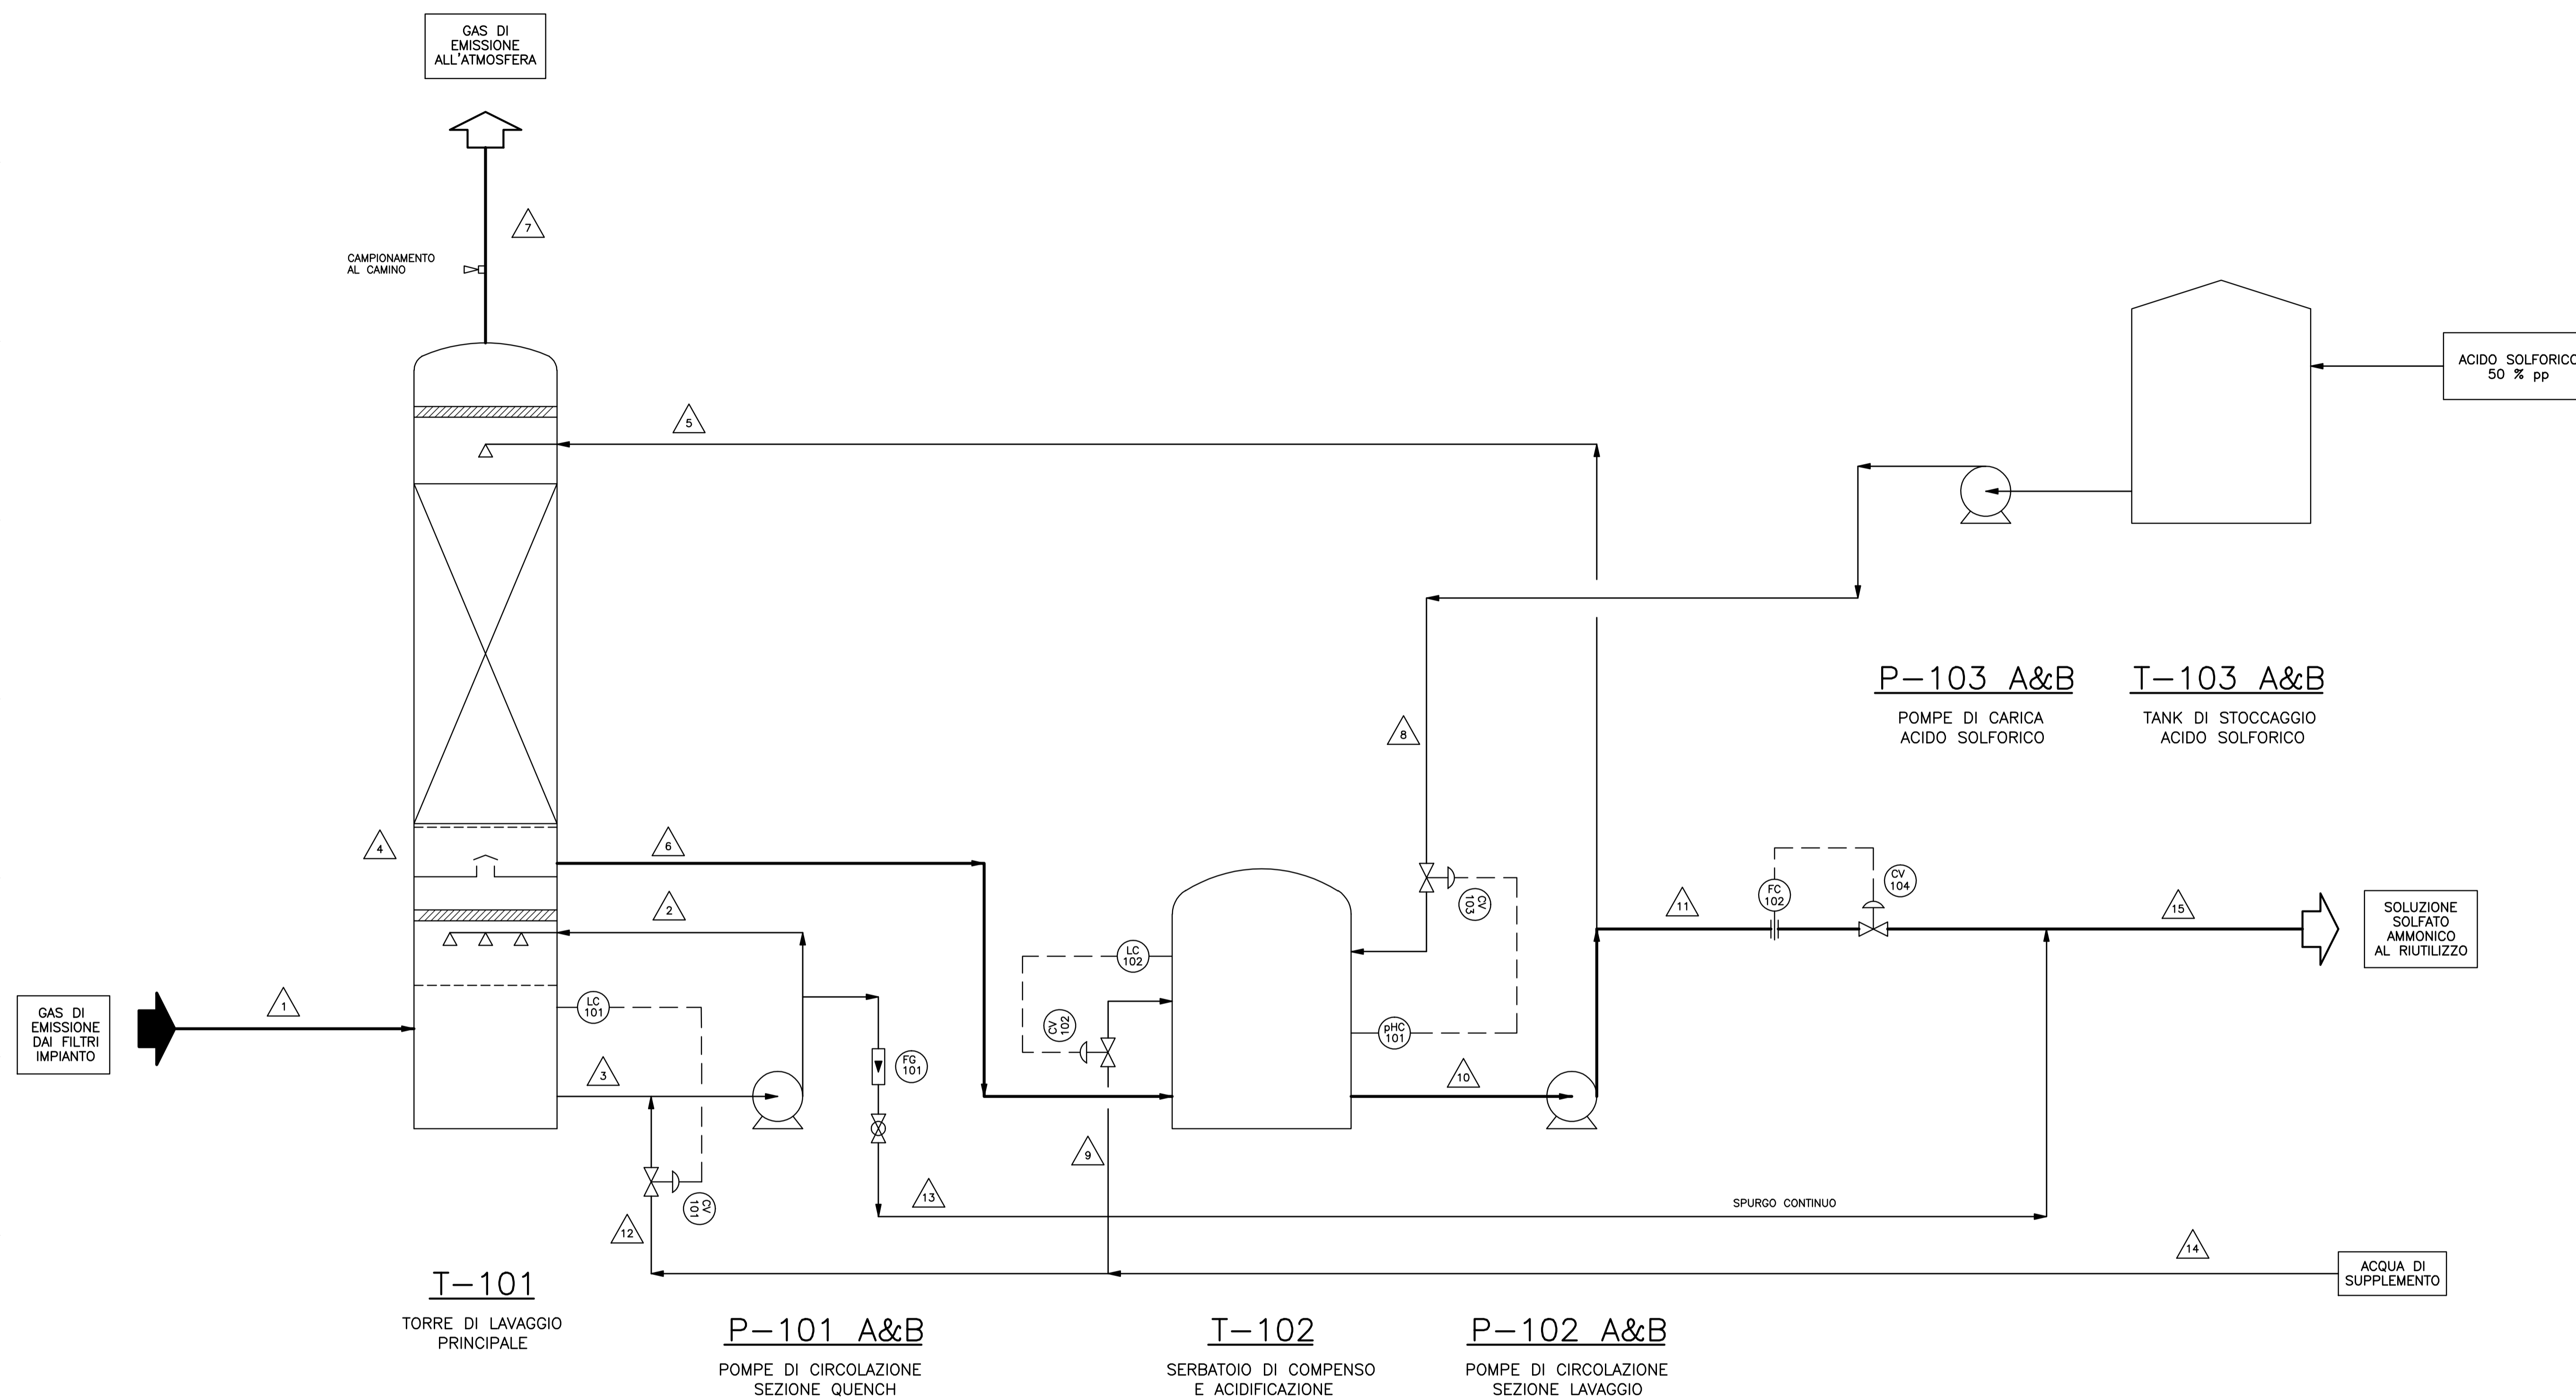 GAS DI
EMISSIONE
ALL'ATMOSFERA
7
CAMPIONAMENTO
AL CAMINO
5
ACIDO SOLFORICO
50 % pp
P-103 A&B
POMPE DI CARICA
ACIDO SOLFORICO
T-103 A&B
TANK DI STOCCAGGIO
ACIDO SOLFORICO
8
4
6
2
CV
103
11
FC
102
CV
104
15
SOLUZIONE
SOLFATO
AMMONICO
AL RIUTILIZZO
GAS DI
EMISSIONE
DAI FILTRI
IMPIANTO
1
LC
101
3
FG
101
LC
102
CV
102
pHC
101
10
9
CV
101
12
13
SPURGO CONTINUO
14
ACQUA DI
SUPPLEMENTO
T-101
TORRE DI LAVAGGIO
PRINCIPALE
P-101 A&B
POMPE DI CIRCOLAZIONE
SEZIONE QUENCH
T-102
SERBATOIO DI COMPENSO
E ACIDIFICAZIONE
P-102 A&B
POMPE DI CIRCOLAZIONE
SEZIONE LAVAGGIO